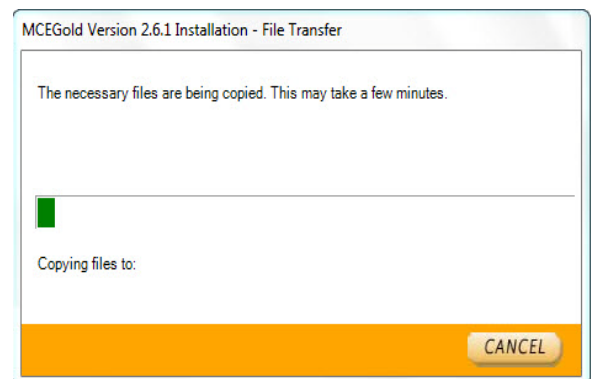 MCEGold Version 2.6.1 Installation - File Transfer
The necessary files are being copied. This may take a few minutes.
Copying files to:
CANCEL